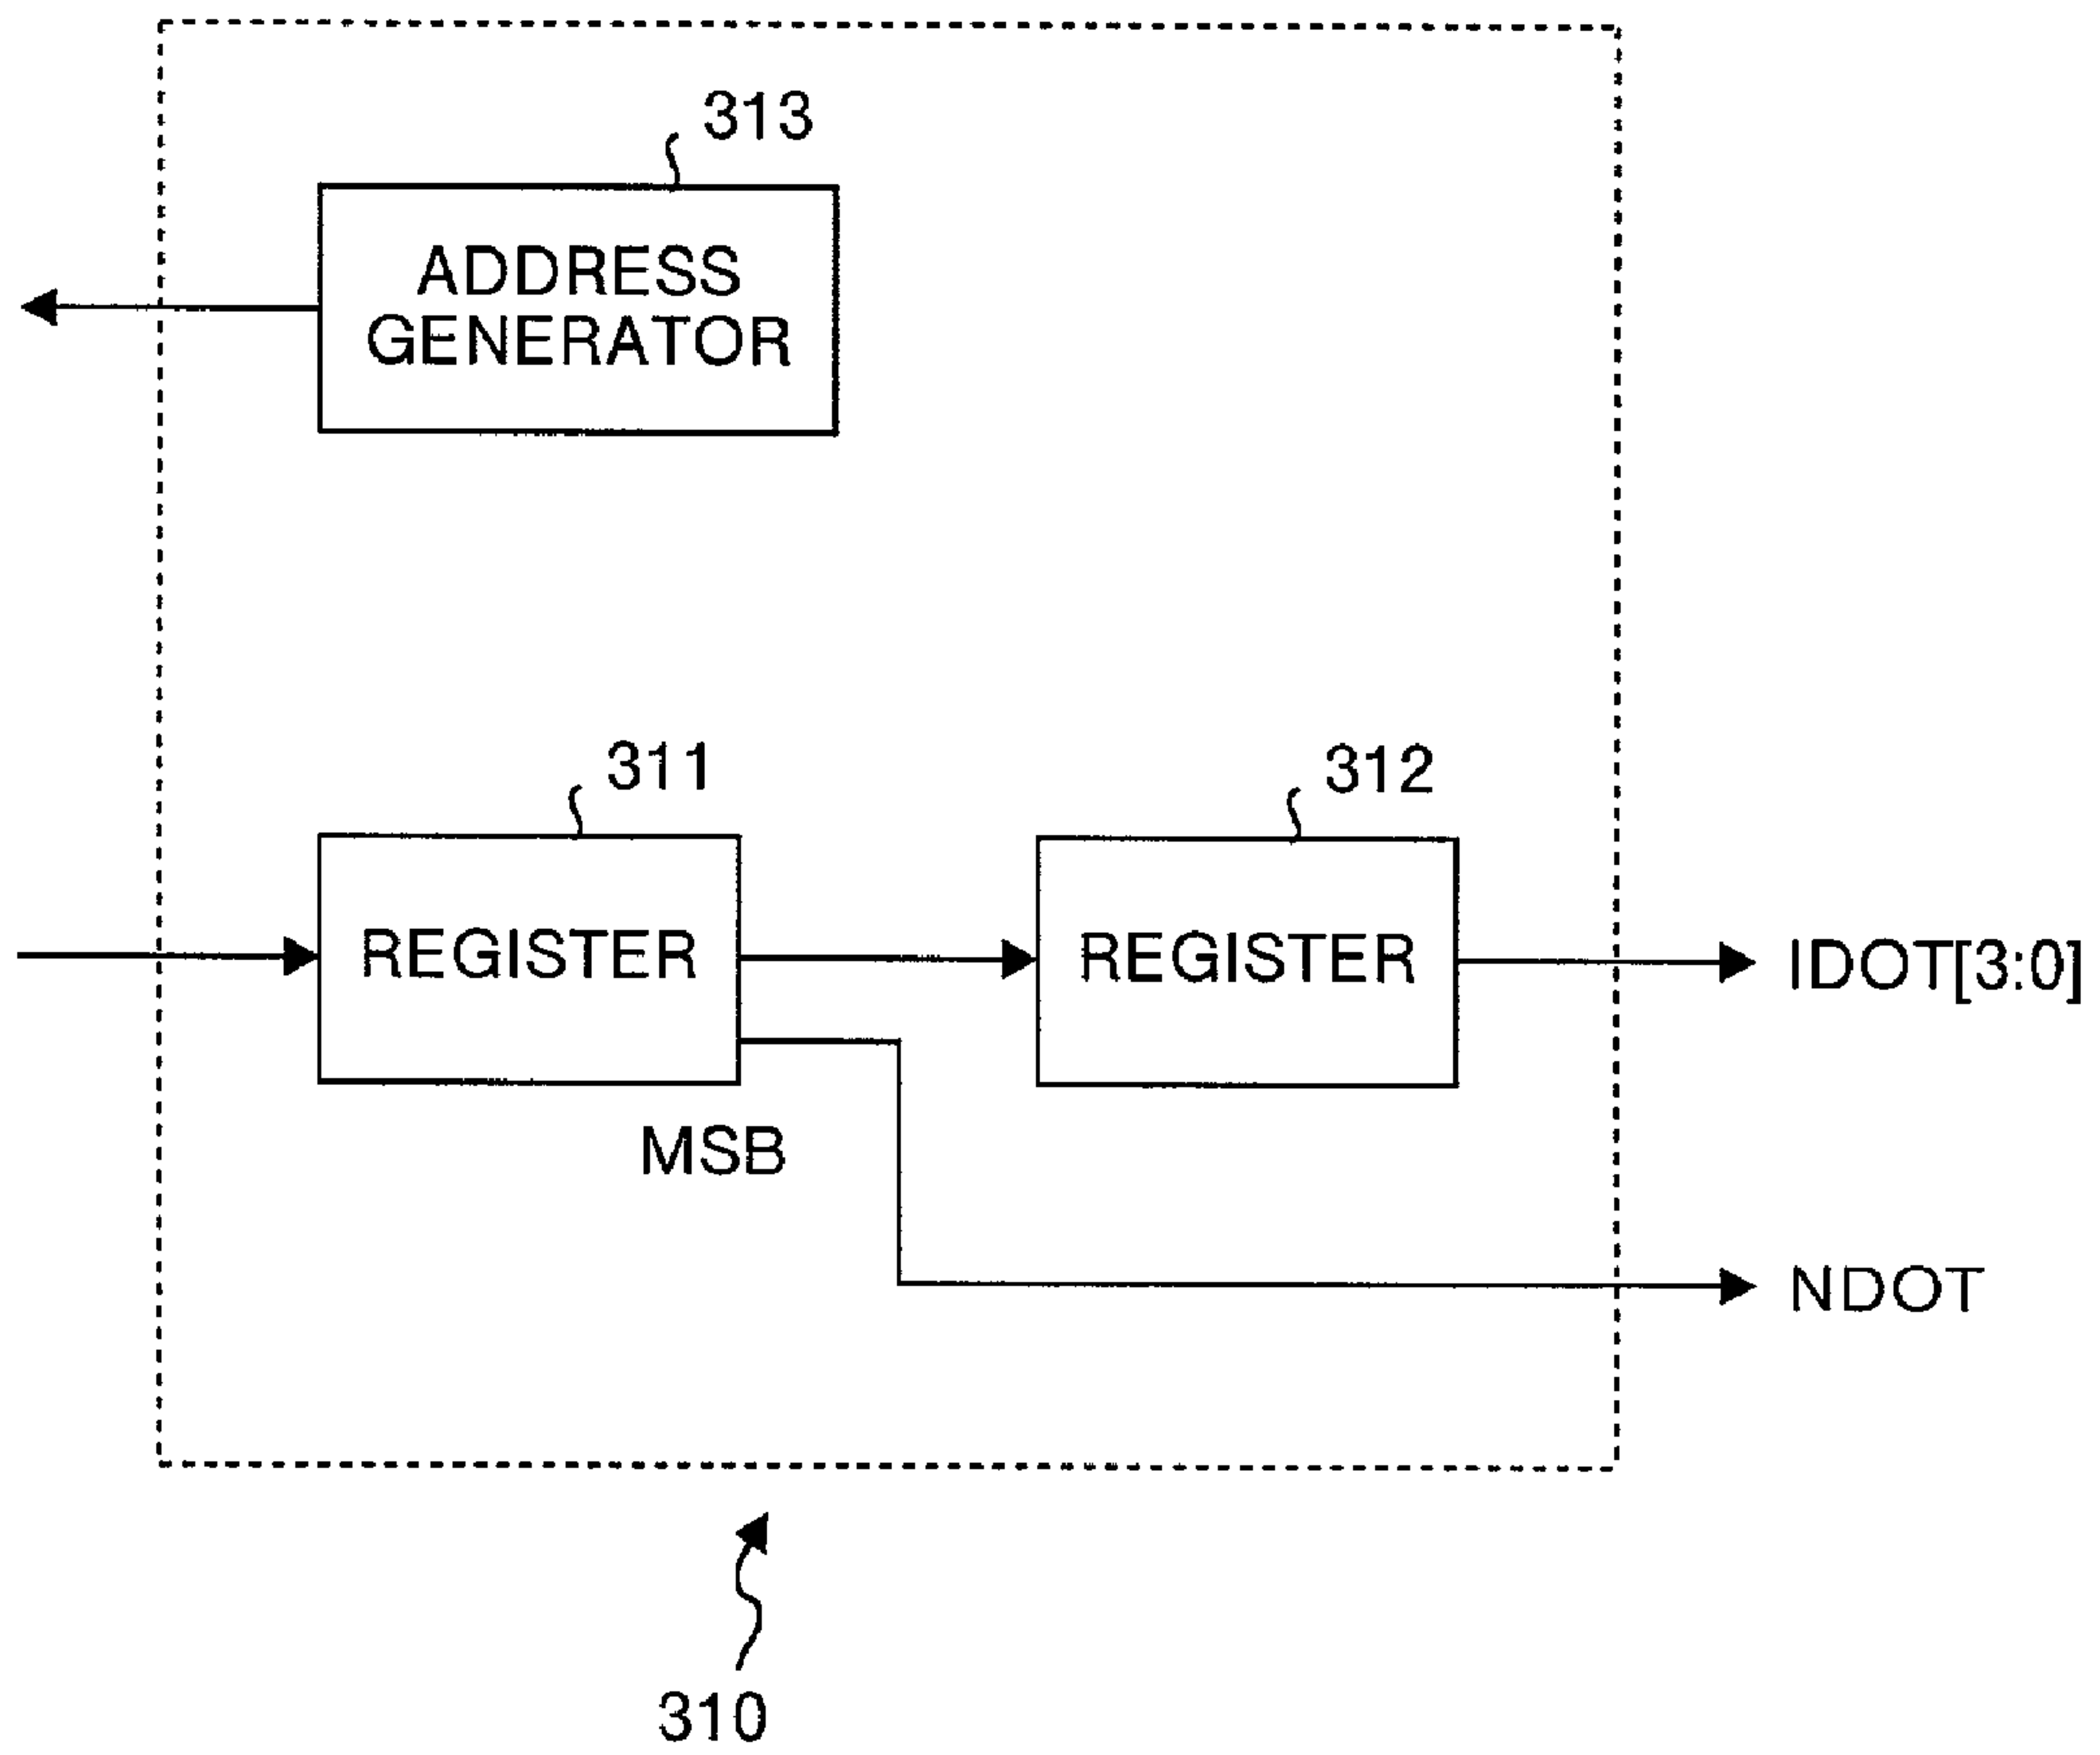 313
ADDRESS
GENERATOR
311
312
REGISTER
REGISTER
IDOT[3:0]
MSB
NDOT
310